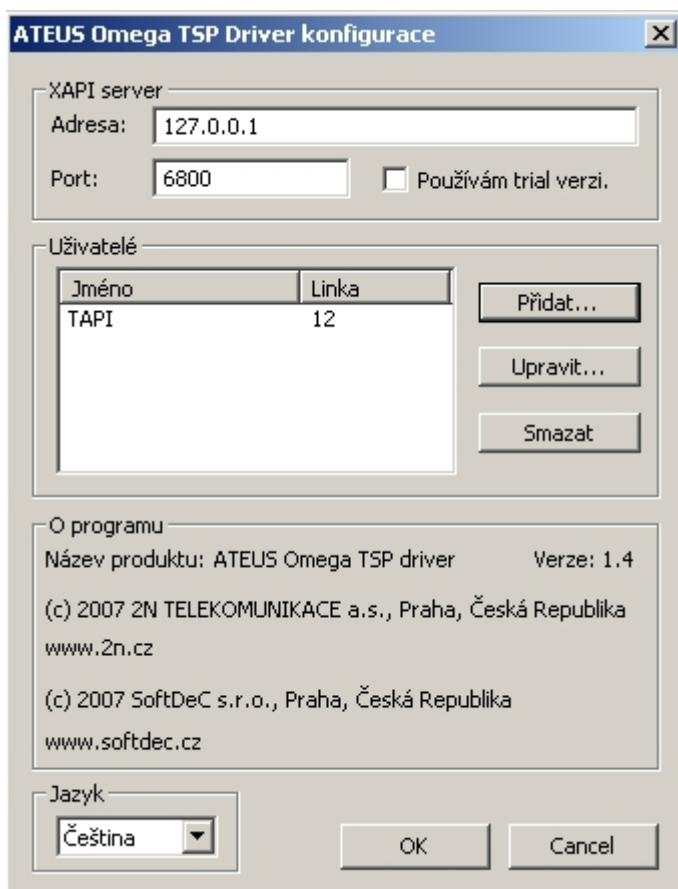 ATEUS Omega TSP Driver konfigurace
XAPI server
Adresa: 127.0.0.1
Port: 6800 Používám trial verzi.
Uživatelé
Jméno Linka
TAPI 12
Přidat...
Upravit...
Smazat
O programu
Název produktu: ATEUS Omega TSP driver Verze: 1.4
(c) 2007 2N TELEKOMUNIKACE a.s., Praha, Česká Republika
www.2n.cz
(c) 2007 SoftDeC s.r.o., Praha, Česká Republika
www.softdec.cz
Jazyk
Čeština OK Cancel